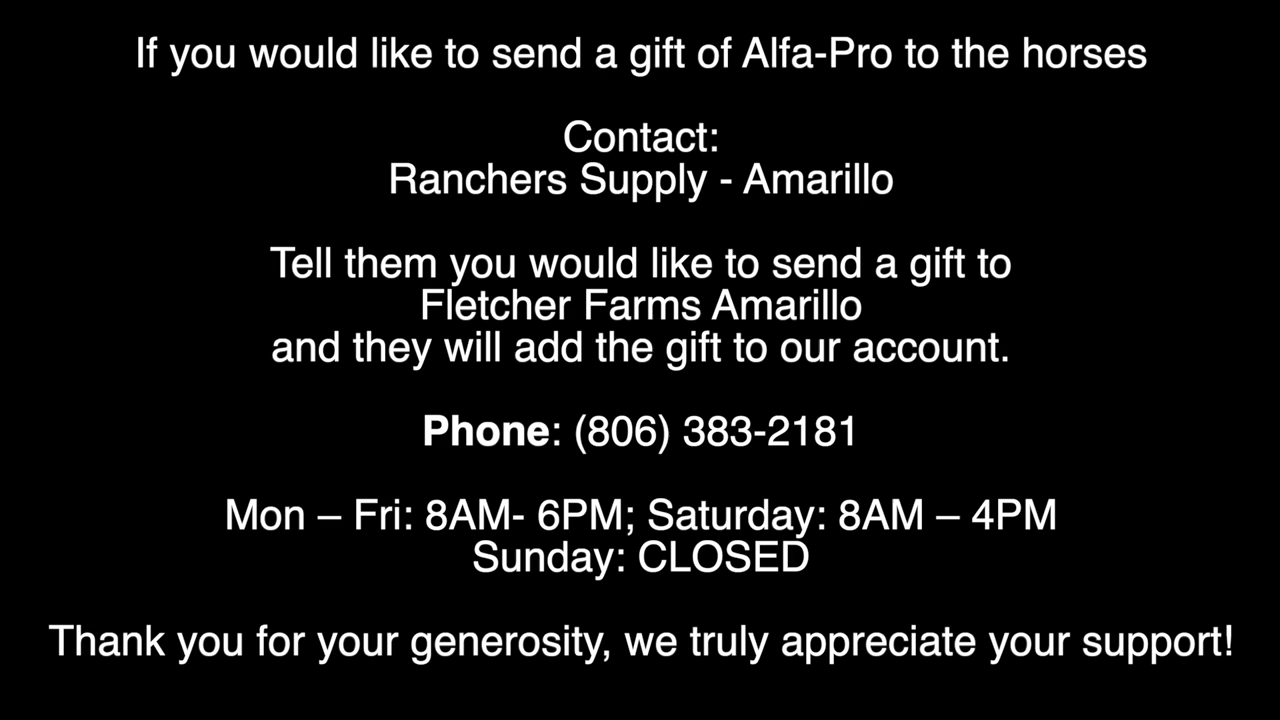 If you would like to send a gift of Alfa-Pro to the horses
Contact:
Ranchers Supply - Amarillo
Tell them you would like to send a gift to
Fletcher Farms Amarillo
and they will add the gift to our account.
Phone: (806) 383-2181
Mon – Fri: 8AM- 6PM; Saturday: 8AM – 4PM
Sunday: CLOSED
Thank you for your generosity, we truly appreciate your support!